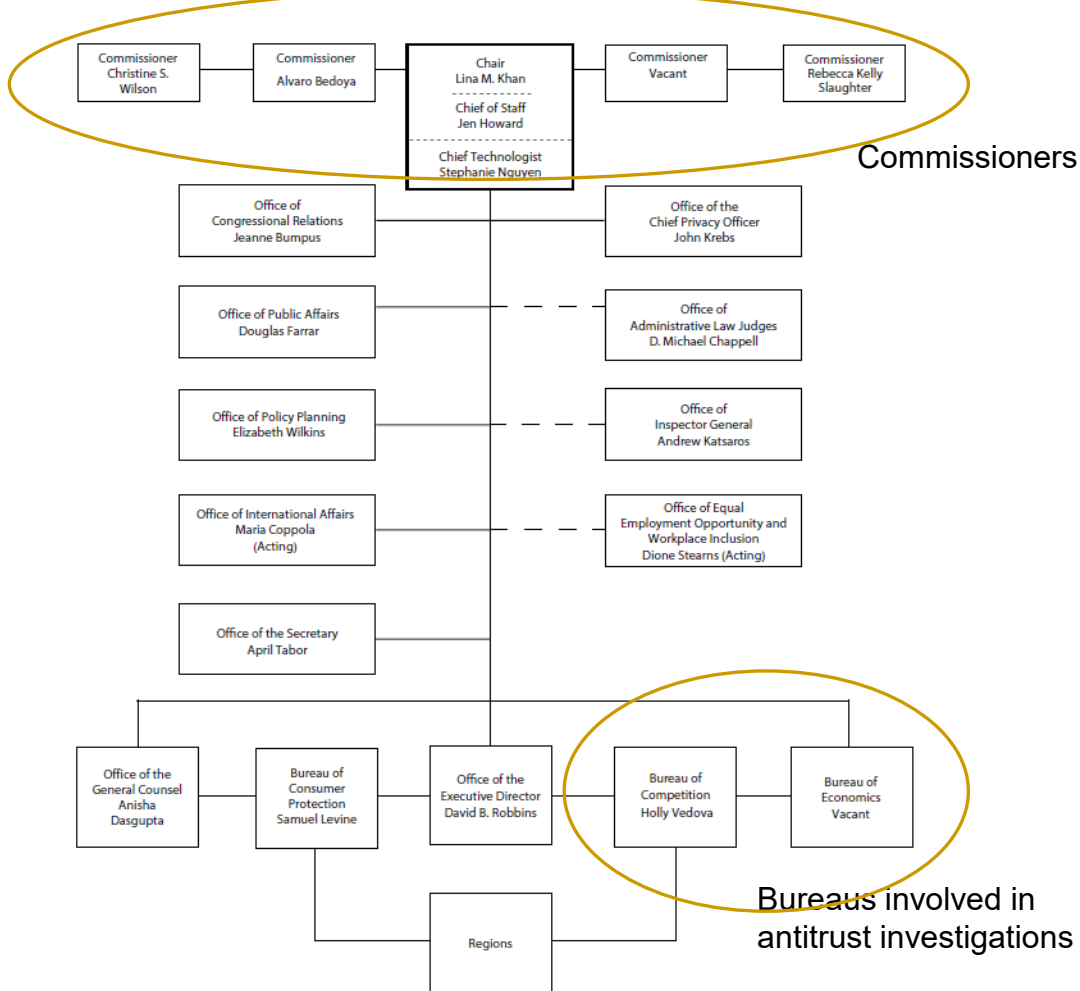 Commissioner
Christine S.
Wilson
Commissioner
Alvaro Bedoya
Chair
Lina M. Khan
Chief of Staff
Jen Howard
Chief Technologist
Stephanie Nguyen
Commissioner
Vacant
Commissioner
Rebecca Kelly
Slaughter
Commissioners
Office of
Congressional Relations
Jeanne Bumpus
Office of the
Chief Privacy Officer
John Krebs
Office of Public Affairs
Douglas Farrar
Office of
Administrative Law Judges
D. Michael Chappell
Office of Policy Planning
Elizabeth Wilkins
Office of
Inspector General
Andrew Katsaros
Office of International Affairs
Maria Coppola
(Acting)
Office of Equal
Employment Opportunity and
Workplace Inclusion
Dione Stearns (Acting)
Office of the Secretary
April Tabor
Office of the
General Counsel
Anisha
Dasgupta
Bureau of
Consumer
Protection
Samuel Levine
Office of the
Executive Director
David B. Robbins
Bureau of
Competition
Holly Vedova
Bureau of
Economics
Vacant
Bureaus involved in
antitrust investigations
Regions